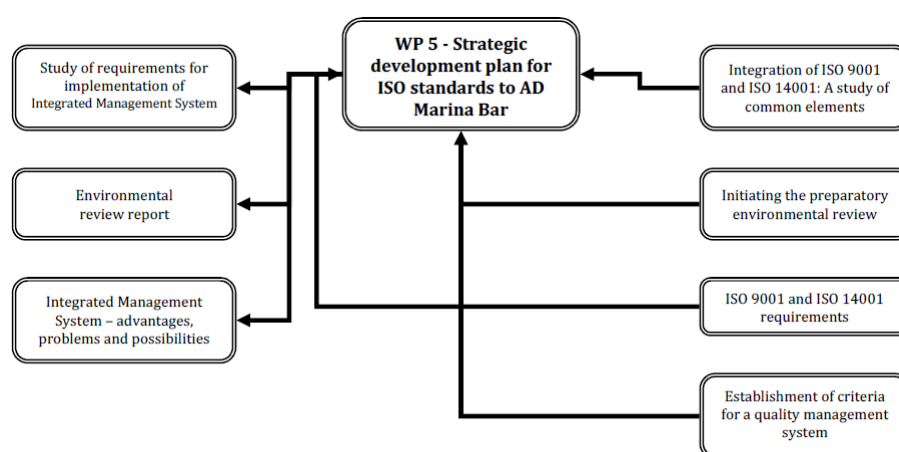 WP 5 - Strategic
development plan for
ISO standards to AD
Marina Bar
Study of requirements for
implementation of
Integrated Management System
Environmental
review report
Integrated Management
System – advantages,
problems and possibilities
Integration of ISO 9001
and ISO 14001: A study of
common elements
Initiating the preparatory
environmental review
ISO 9001 and ISO 14001
requirements
Establishment of criteria
for a quality management
system